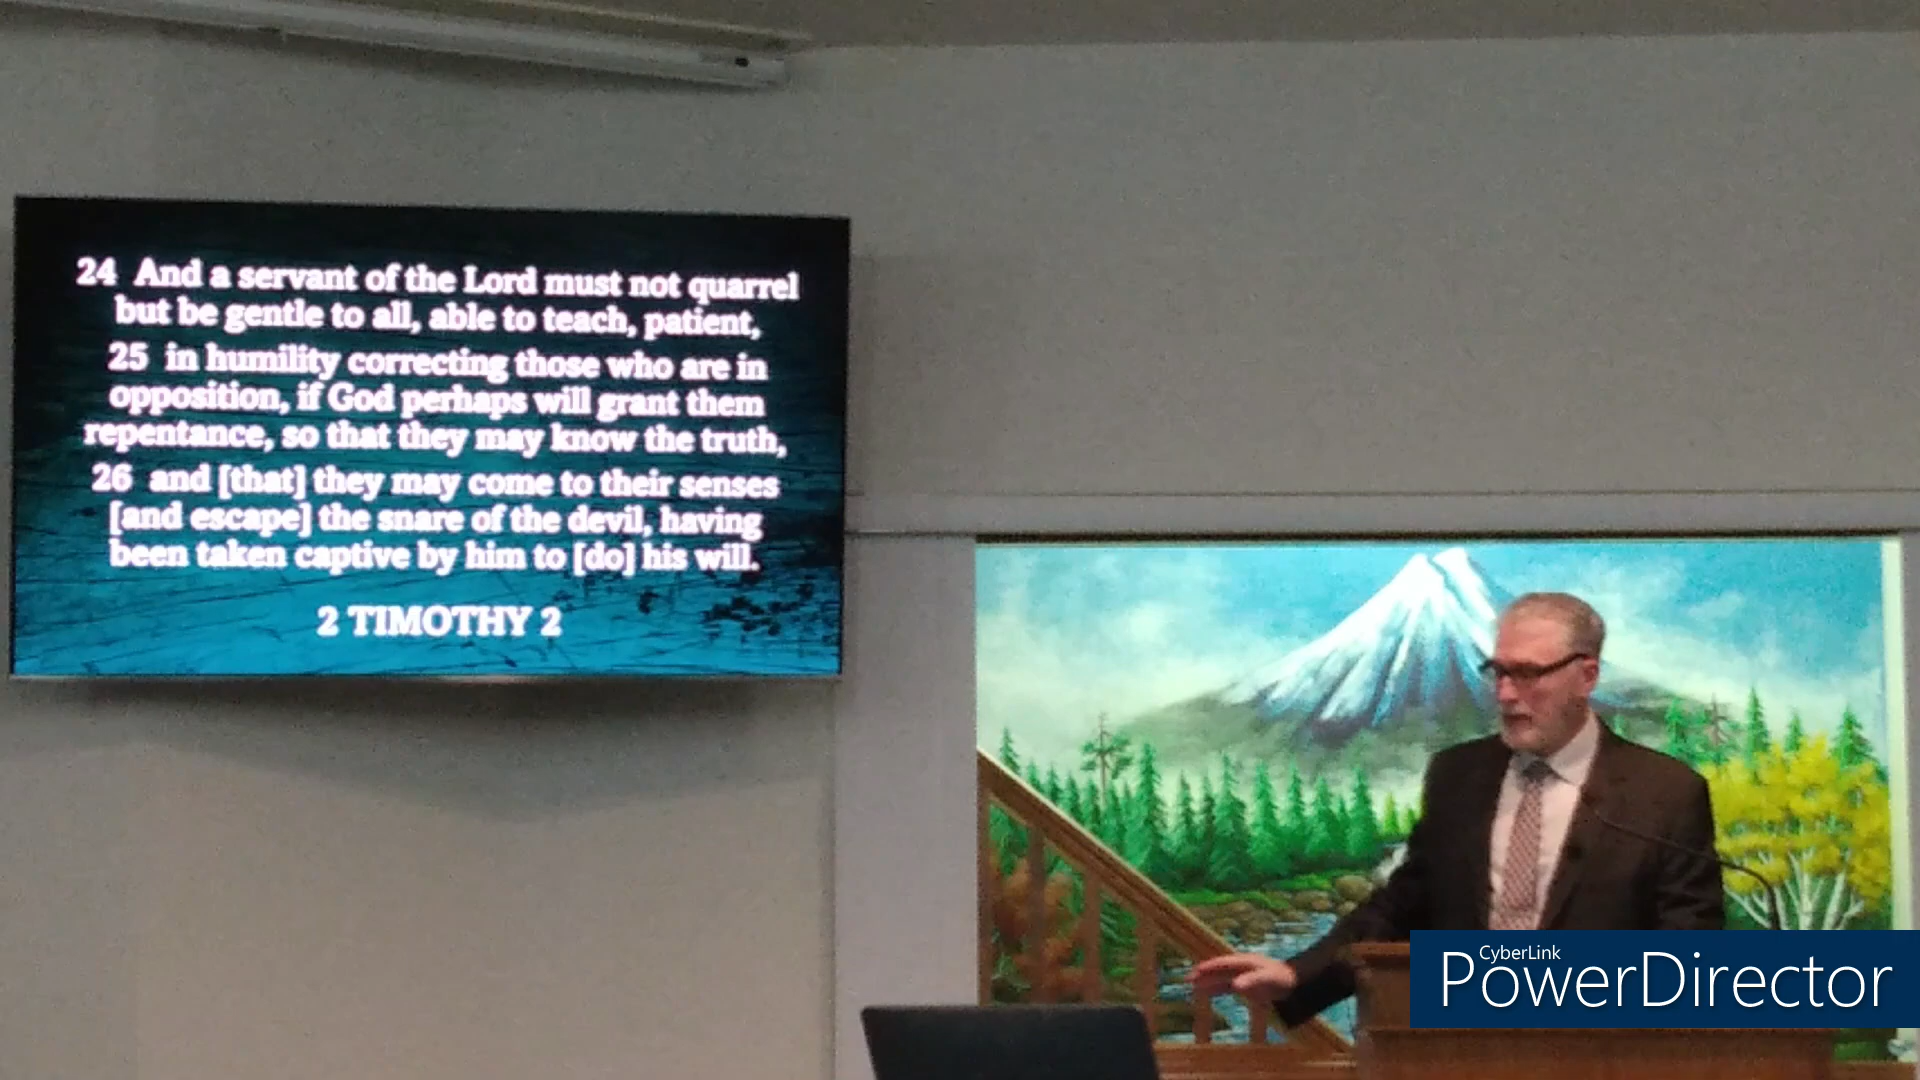 24 And a servant of the Lord must not quarrel
but be gentle to all, able to teach, patient,
25 in humility correcting those who are in
opposition, if God perhaps will grant them
repentance, so that they may know the truth,
26 and [that] they may come to their senses
[and escape] the snare of the devil, having
been taken captive by him to [do] his will.
2 TIMOTHY 2
CyberLink
PowerDirector